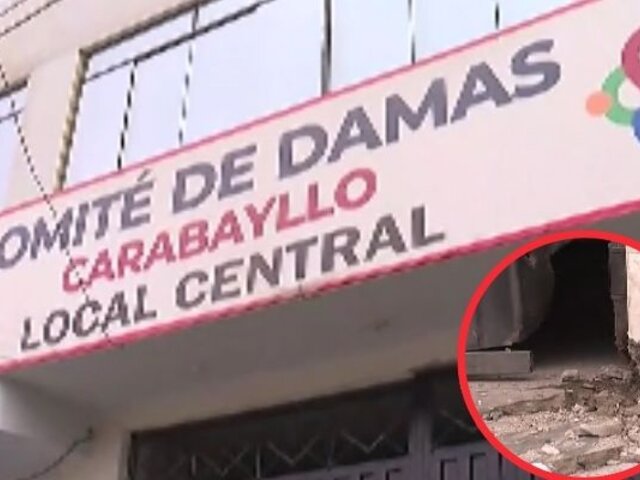 OMITÉ DE DAMAS
CARABAYLLO
LOCAL CENTRAL